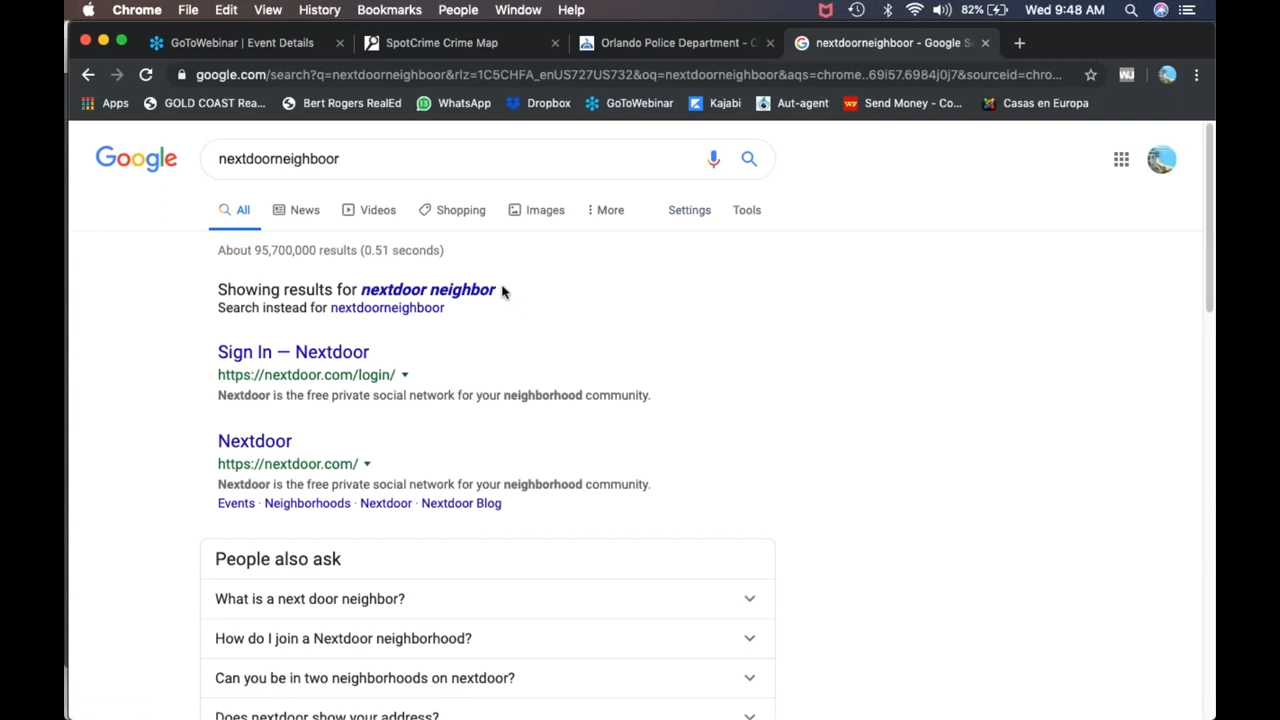 Chrome File Edit View History Bookmarks People Window Help 82% Wed 9:48 AM
GoToWebinar | Event Details SpotCrime Crime Map Orlando Police Department - C nextdoorneighboor - Google S
google.com/search?q=nextdoorneighboor&rlz=1C5CHFA_enUS727US732&oq=nextdoorneighboor&aqs=chrome..69i57.6984j0j7&sourceid=chro...
Apps GOLD COAST Rea... Bert Rogers RealEd WhatsApp Dropbox GoToWebinar Kajabi Aut-agent Send Money - Co... Casas en Europa
Google nextdoorneighboor
All News Videos Shopping Images More Settings Tools
About 95,700,000 results (0.51 seconds)
Showing results for nextdoor neighbor
Search instead for nextdoorneighboor
Sign In – Nextdoor
https://nextdoor.com/login/
Nextdoor is the free private social network for your neighborhood community.
Nextdoor
https://nextdoor.com/
Nextdoor is the free private social network for your neighborhood community.
Events · Neighborhoods · Nextdoor · Nextdoor Blog
People also ask
What is a next door neighbor?
How do I join a Nextdoor neighborhood?
Can you be in two neighborhoods on nextdoor?
Does nextdoor show your address?